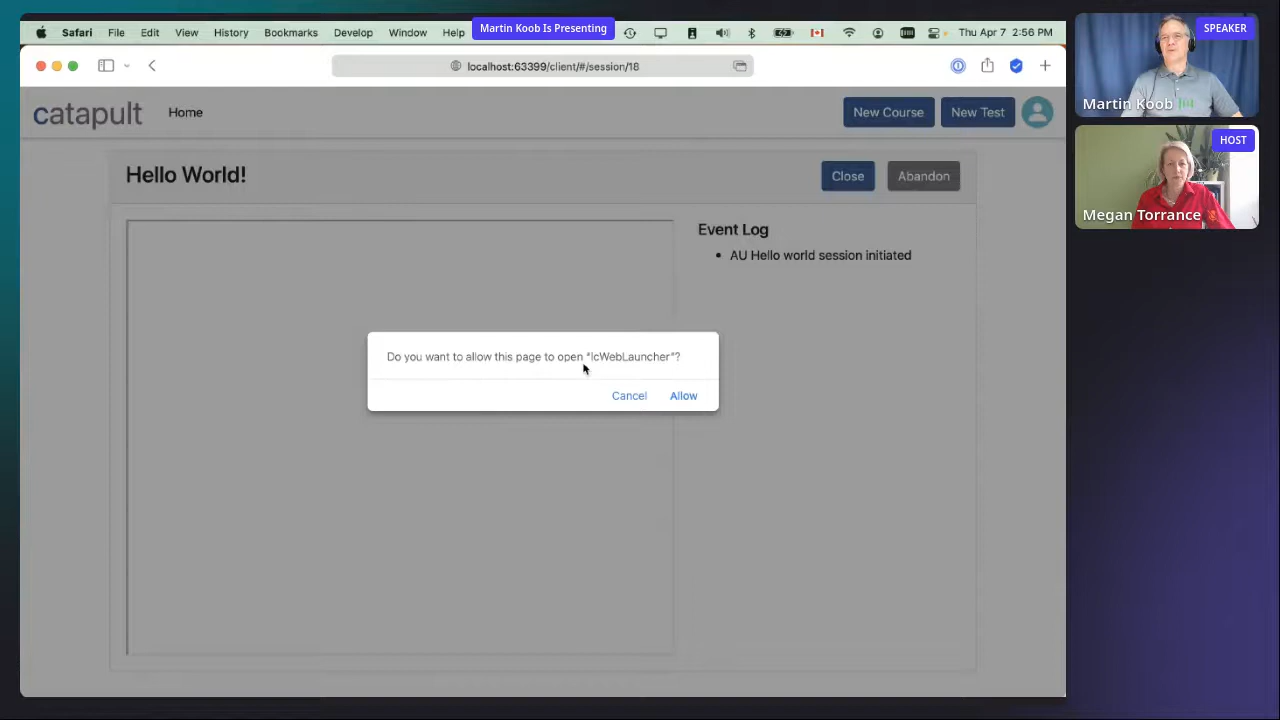 Safari File Edit View History Bookmarks Develop Window Help
Martin Koob Is Presenting
Thu Apr 7 2:56 PM
localhost:63399/client/#/session/18
catapult
Home
New Course
New Test
Hello World!
Close
Abandon
Event Log
• AU Hello world session initiated
Do you want to allow this page to open "lcWebLauncher"?
Cancel
Allow
SPEAKER
Martin Koob
HOST
Megan Torrance